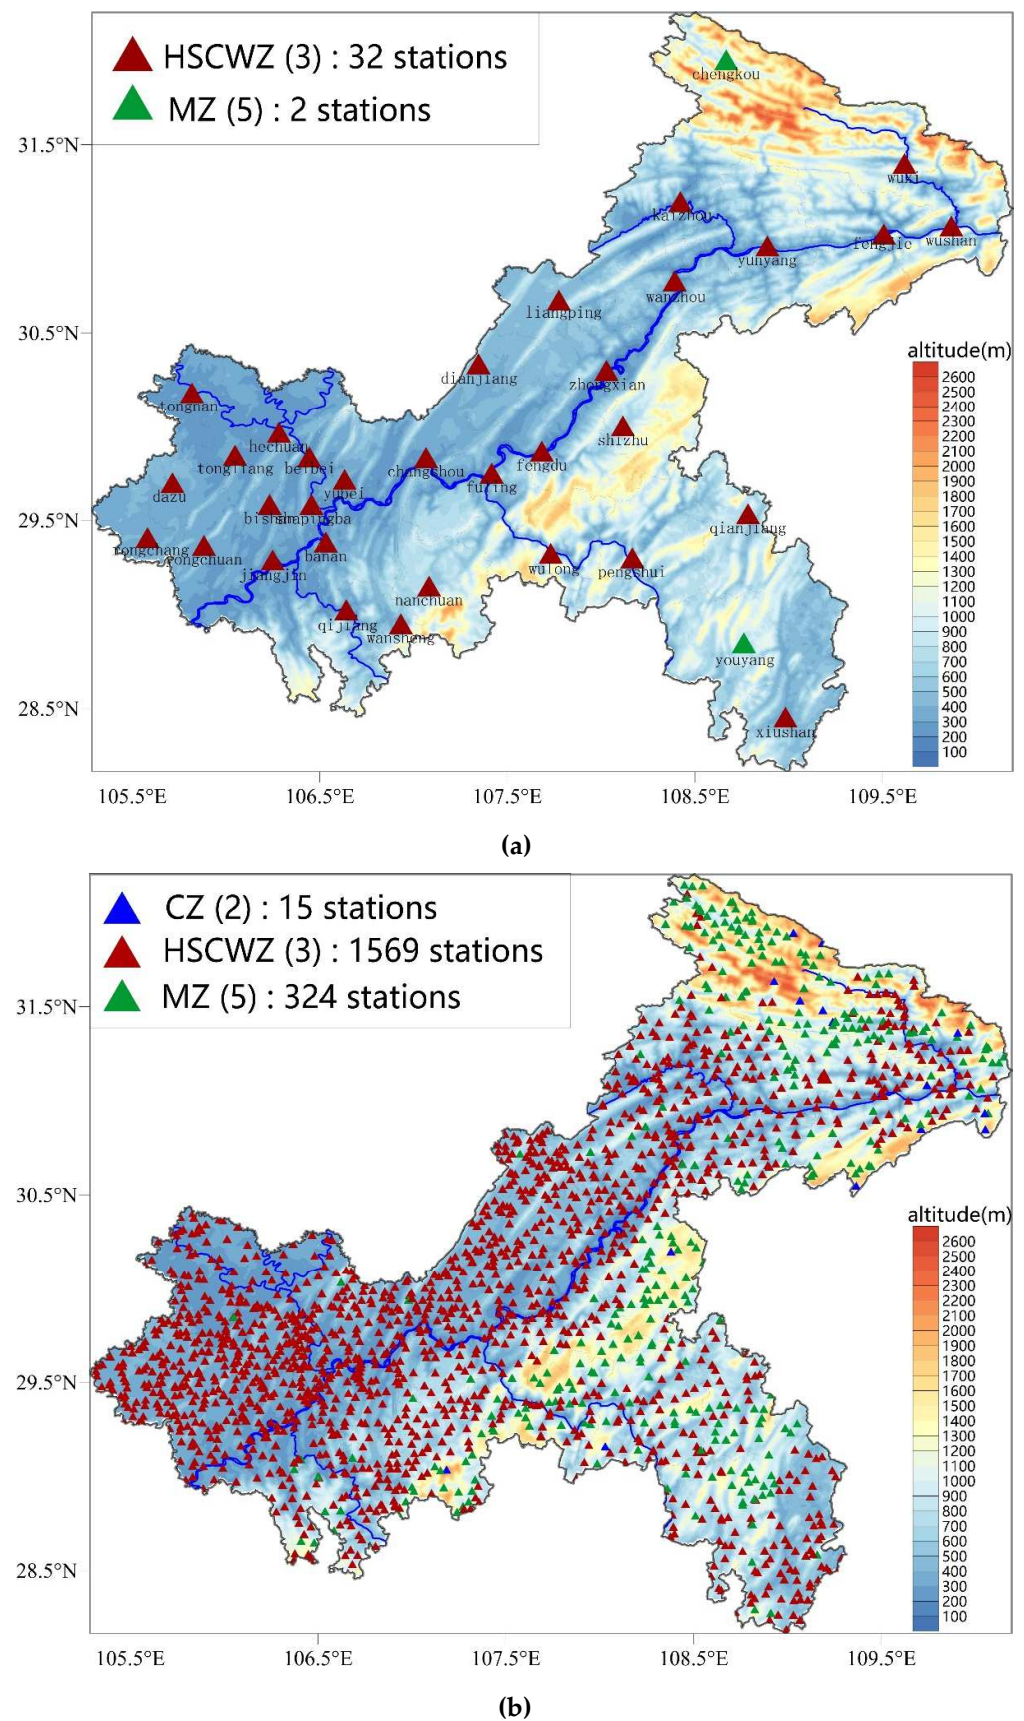 HSCWZ (3) : 32 stations
MZ (5) : 2 stations
chengkou
31.5°N
wuxi
kaizhou
fengjie
wushan
yunyang
wanzhou
liangping
30.5°N
altitude(m)
dianjiang
zhongxian
2600
2500
2400
2300
2200
2100
2000
1900
1800
1700
1600
1500
1400
1300
1200
1100
1000
900
800
700
600
500
400
300
200
100
tongnan
shizhu
hechuan
tongliang
beibei
changshou
fengdu
dazu
yubei
fuling
bishan
shapingba
29.5°N
qianjiang
rongchang
yongchuan
banan
jiangjin
wulong
pengshui
nanchuan
qijiang
wansheng
youyang
28.5°N
xiushan
105.5°E
106.5°E
107.5°E
108.5°E
109.5°E
(a)
CZ (2) : 15 stations
HSCWZ (3) : 1569 stations
MZ (5) : 324 stations
31.5°N
30.5°N
altitude(m)
2600
2500
2400
2300
2200
2100
2000
1900
1800
1700
1600
1500
1400
1300
1200
1100
1000
900
800
700
600
500
400
300
200
100
29.5°N
28.5°N
105.5°E
106.5°E
107.5°E
108.5°E
109.5°E
(b)